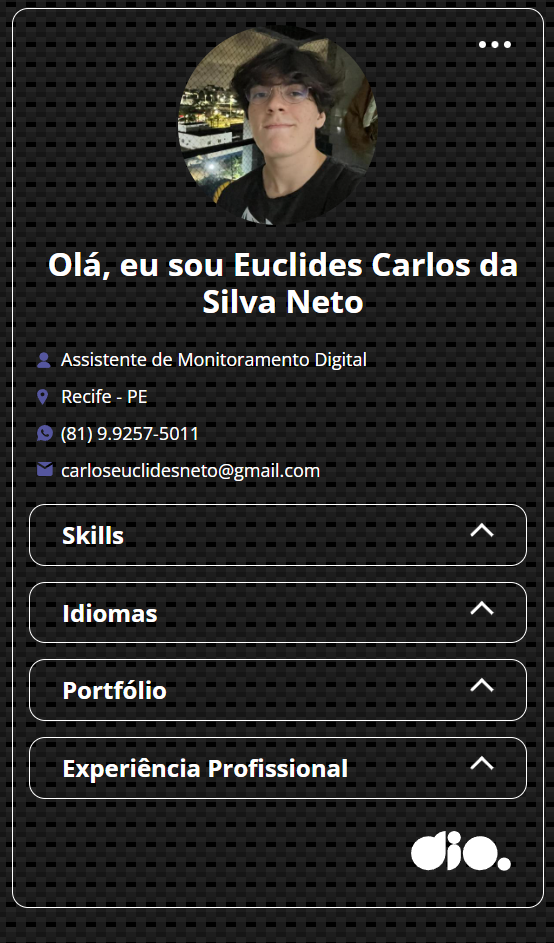 Olá, eu sou Euclides Carlos da
Silva Neto
Assistente de Monitoramento Digital
Recife - PE
(81) 9.9257-5011
carloseuclidesneto@gmail.com
Skills
Idiomas
Portfólio
Experiência Profissional
dio.